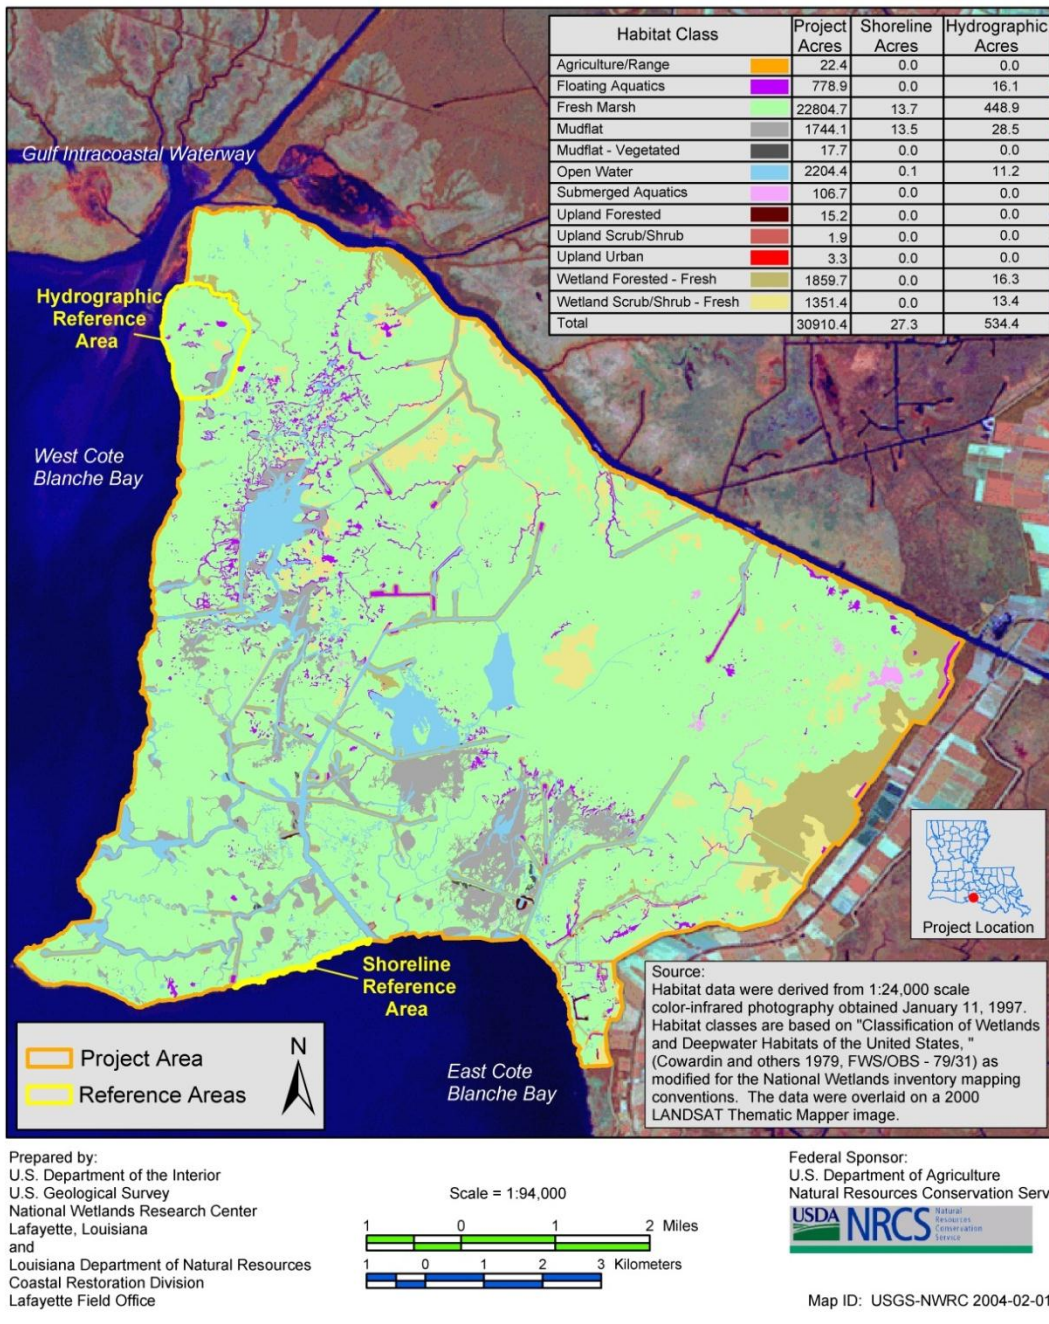 Habitat Class Project Acres Shoreline Acres Hydrographic Acres
Agriculture/Range 22.4 0.0 0.0
Floating Aquatics 778.9 0.0 16.1
Fresh Marsh 22804.7 13.7 448.9
Mudflat 1744.1 13.5 28.5
Mudflat - Vegetated 17.7 0.0 0.0
Open Water 2204.4 0.1 11.2
Submerged Aquatics 106.7 0.0 0.0
Upland Forested 15.2 0.0 0.0
Upland Scrub/Shrub 1.9 0.0 0.0
Upland Urban 3.3 0.0 0.0
Wetland Forested - Fresh 1859.7 0.0 16.3
Wetland Scrub/Shrub - Fresh 1351.4 0.0 13.4
Total 30910.4 27.3 534.4
Gulf Intracoastal Waterway
Hydrographic
Reference
Area
West Cote
Blanche Bay
Project Location
Shoreline
Reference
Area
East Cote
Blanche Bay
Project Area
Reference Areas
N
Source:
Habitat data were derived from 1:24,000 scale
color-infrared photography obtained January 11, 1997.
Habitat classes are based on "Classification of Wetlands
and Deepwater Habitats of the United States, "
(Cowardin and others 1979, FWS/OBS - 79/31) as
modified for the National Wetlands inventory mapping
conventions. The data were overlaid on a 2000
LANDSAT Thematic Mapper image.
Prepared by:
U.S. Department of the Interior
U.S. Geological Survey
National Wetlands Research Center
Lafayette, Louisiana
and
Louisiana Department of Natural Resources
Coastal Restoration Division
Lafayette Field Office
Scale = 1:94,000
1 0 1 2 Miles
1 0 1 2 3 Kilometers
Federal Sponsor:
U.S. Department of Agriculture
Natural Resources Conservation Serv
USDA NRCS
Natural
Resources
Conservation
Service
Map ID: USGS-NWRC 2004-02-01